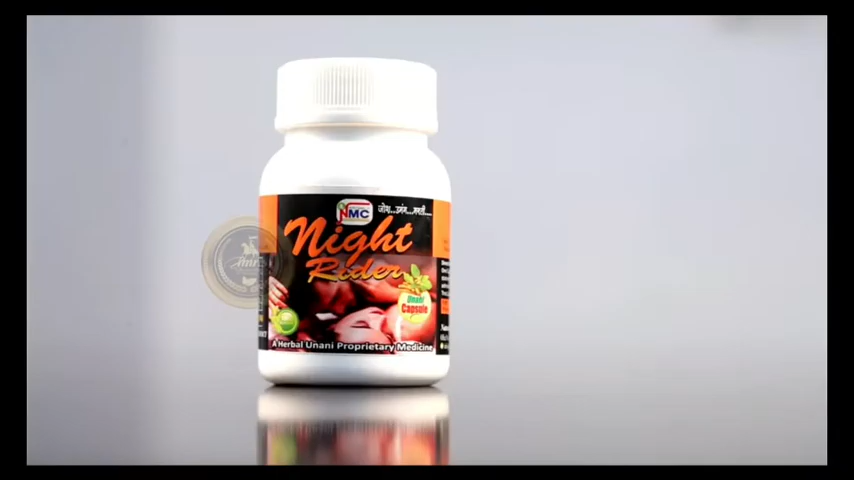 NMC
जोश...उमंग...मस्ती
Night
Rider
Unani
Capsule
A Herbal Unani Proprietary Medicine